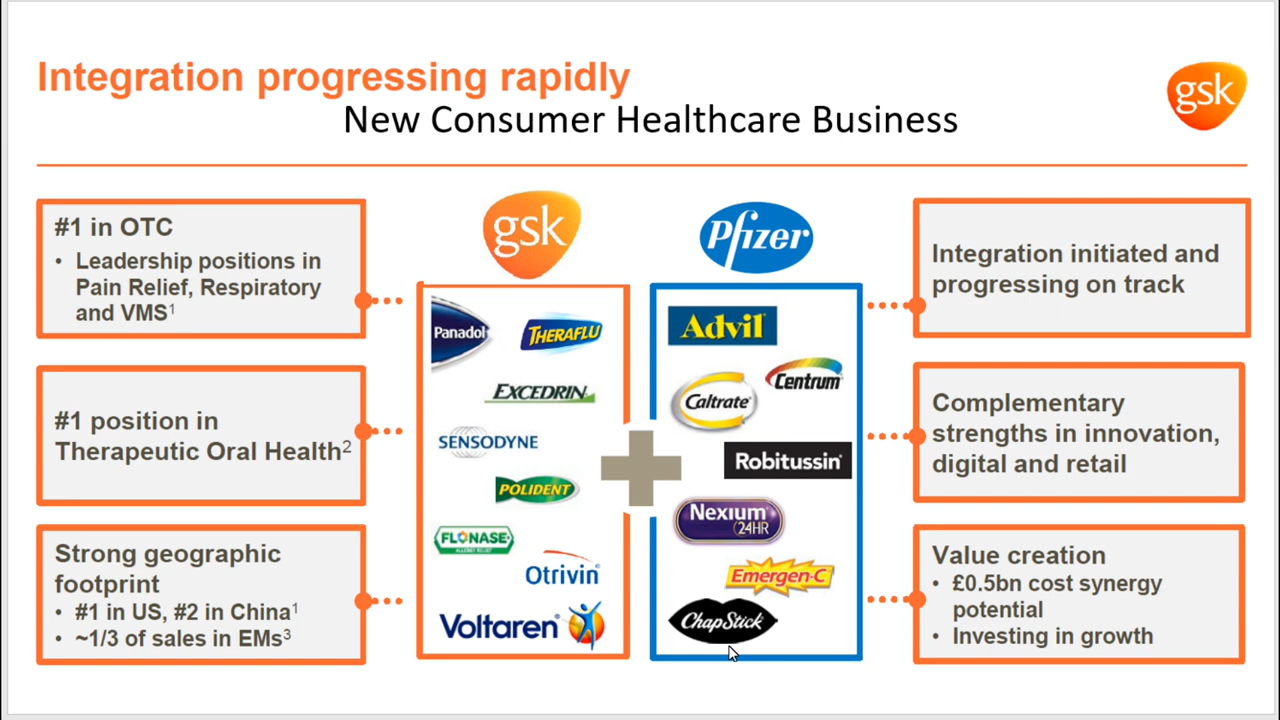 Integration progressing rapidly
New Consumer Healthcare Business
gsk
#1 in OTC
• Leadership positions in
Pain Relief, Respiratory
and VMS¹
#1 position in
Therapeutic Oral Health²
Strong geographic
footprint
• #1 in US, #2 in China¹
• ~1/3 of sales in EMs³
gsk
Panadol
THERAFLU
EXCEDRIN
SENSODYNE
POLIDENT
FLONASE
ALLERGY RELIEF
Otrivin
Voltaren
Pfizer
Advil
Centrum
Caltrate
Robitussin
Nexium
24HR
Emergen-C
ChapStick
Integration initiated and
progressing on track
Complementary
strengths in innovation,
digital and retail
Value creation
• £0.5bn cost synergy
potential
• Investing in growth